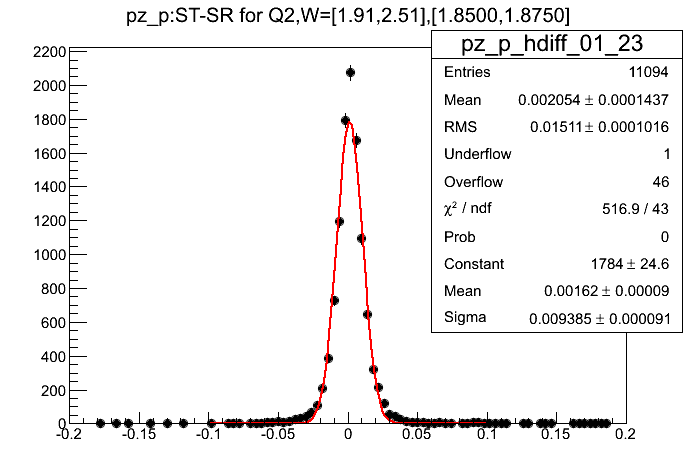 pz_p:ST-SR for Q2,W=[1.91,2.51],[1.8500,1.8750]
pz_p_hdiff_01_23
Entries 11094
Mean 0.002054 ± 0.0001437
RMS 0.01511 ± 0.0001016
Underflow 1
Overflow 46
χ² / ndf 516.9 / 43
Prob 0
Constant 1784 ± 24.6
Mean 0.00162 ± 0.00009
Sigma 0.009385 ± 0.000091
2200
2000
1800
1600
1400
1200
1000
800
600
400
200
0
-0.2 -0.15 -0.1 -0.05 0 0.05 0.1 0.15 0.2